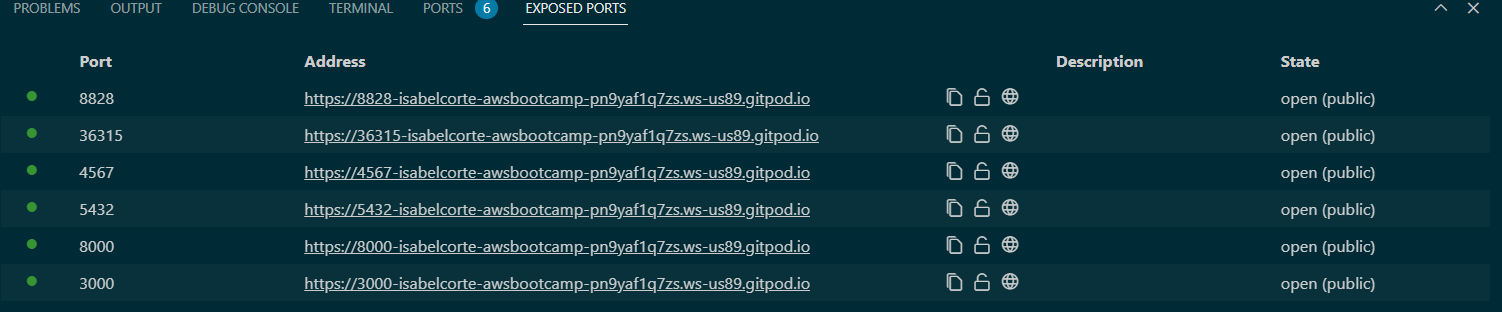 PROBLEMS OUTPUT DEBUG CONSOLE TERMINAL PORTS 6 EXPOSED PORTS
Port Address Description State
8828 https://8828-isabelcorte-awsbootcamp-pn9yaf1q7zs.ws-us89.gitpod.io open (public)
36315 https://36315-isabelcorte-awsbootcamp-pn9yaf1q7zs.ws-us89.gitpod.io open (public)
4567 https://4567-isabelcorte-awsbootcamp-pn9yaf1q7zs.ws-us89.gitpod.io open (public)
5432 https://5432-isabelcorte-awsbootcamp-pn9yaf1q7zs.ws-us89.gitpod.io open (public)
8000 https://8000-isabelcorte-awsbootcamp-pn9yaf1q7zs.ws-us89.gitpod.io open (public)
3000 https://3000-isabelcorte-awsbootcamp-pn9yaf1q7zs.ws-us89.gitpod.io open (public)